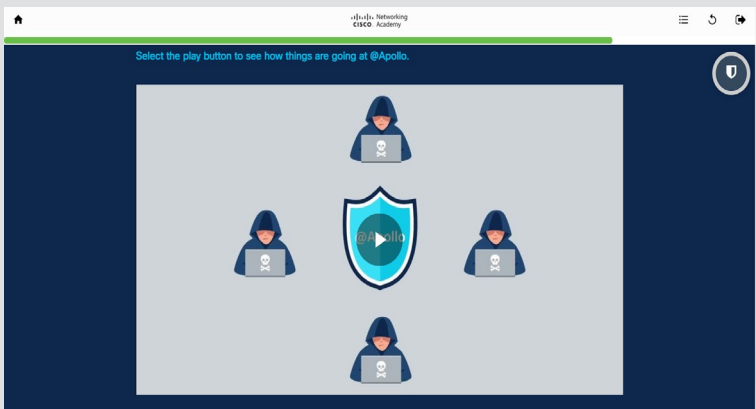 Networking
CISCO Academy
Select the play button to see how things are going at @Apollo.
@Apollo